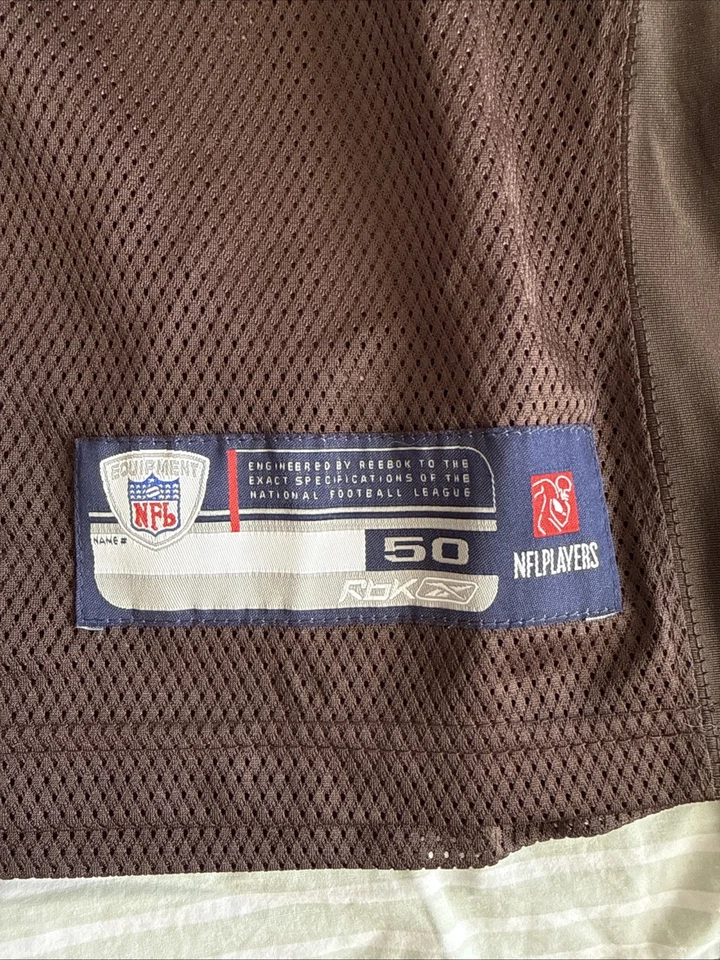 EQUIPMENT
NFL
ENGINEERED BY REEBOK TO THE
EXACT SPECIFICATIONS OF THE
NATIONAL FOOTBALL LEAGUE
NAME #
50
RBK
NFLPLAYERS